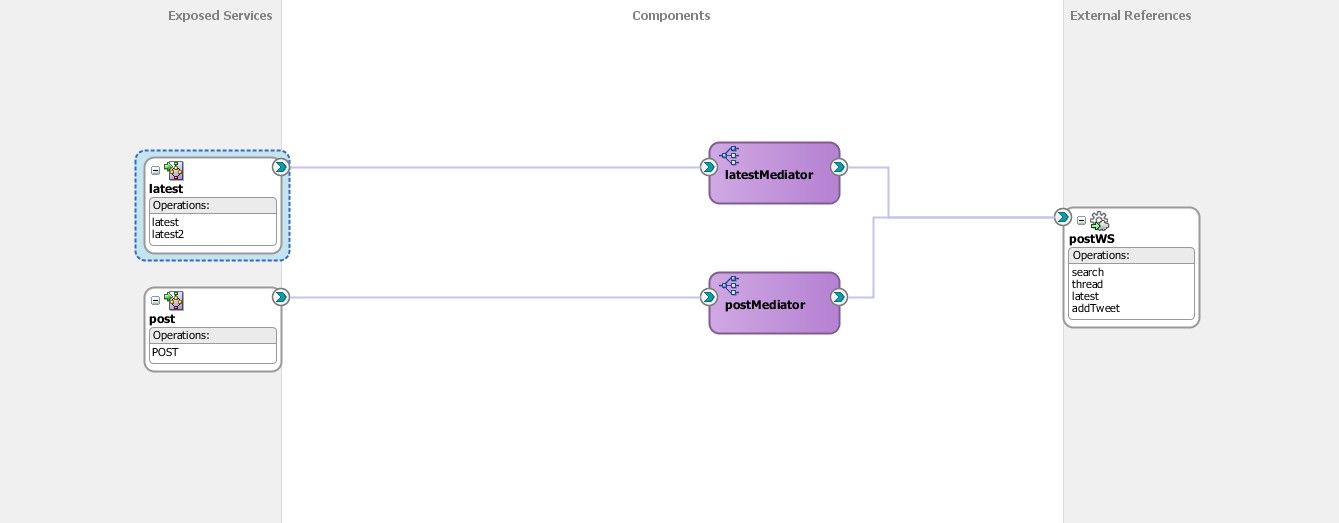 Exposed Services
Components
External References
latest
Operations:
latest
latest2
latestMediator
postWS
Operations:
search
thread
latest
addTweet
post
Operations:
POST
postMediator